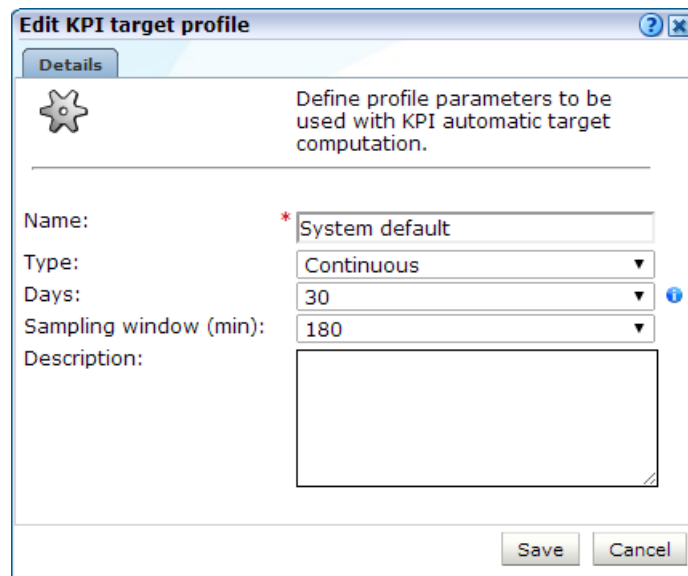 Edit KPI target profile
Details
Define profile parameters to be
used with KPI automatic target
computation.
Name: * System default
Type: Continuous
Days: 30
Sampling window (min): 180
Description:
Save Cancel